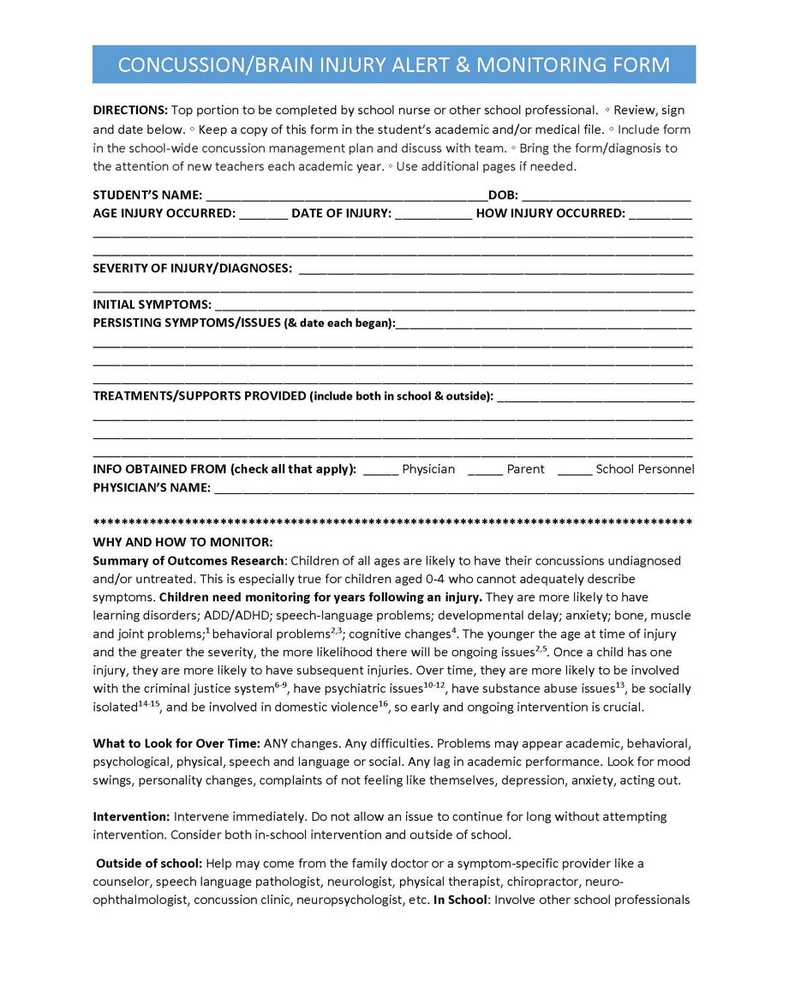 CONCUSSION/BRAIN INJURY ALERT & MONITORING FORM
DIRECTIONS: Top portion to be completed by school nurse or other school professional. ◦ Review, sign
and date below. ◦ Keep a copy of this form in the student’s academic and/or medical file. ◦ Include form
in the school-wide concussion management plan and discuss with team. ◦ Bring the form/diagnosis to
the attention of new teachers each academic year. ◦ Use additional pages if needed.
STUDENT’S NAME: ________________________________________DOB: ________________________
AGE INJURY OCCURRED: _______ DATE OF INJURY: ___________ HOW INJURY OCCURRED: _________
_____________________________________________________________________________________
_____________________________________________________________________________________
SEVERITY OF INJURY/DIAGNOSES: ________________________________________________________
_____________________________________________________________________________________
INITIAL SYMPTOMS: ____________________________________________________________________
PERSISTING SYMPTOMS/ISSUES (& date each began):__________________________________________
_____________________________________________________________________________________
_____________________________________________________________________________________
_____________________________________________________________________________________
TREATMENTS/SUPPORTS PROVIDED (include both in school & outside): ____________________________
_____________________________________________________________________________________
_____________________________________________________________________________________
_____________________________________________________________________________________
INFO OBTAINED FROM (check all that apply): _____ Physician _____ Parent _____ School Personnel
PHYSICIAN’S NAME: ____________________________________________________________________
*************************************************************************************
WHY AND HOW TO MONITOR:
Summary of Outcomes Research: Children of all ages are likely to have their concussions undiagnosed
and/or untreated. This is especially true for children aged 0-4 who cannot adequately describe
symptoms. Children need monitoring for years following an injury. They are more likely to have
learning disorders; ADD/ADHD; speech-language problems; developmental delay; anxiety; bone, muscle
and joint problems;¹ behavioral problems²,³; cognitive changes⁴. The younger the age at time of injury
and the greater the severity, the more likelihood there will be ongoing issues²,⁵. Once a child has one
injury, they are more likely to have subsequent injuries. Over time, they are more likely to be involved
with the criminal justice system⁶⁻⁹, have psychiatric issues¹⁰⁻¹², have substance abuse issues¹³, be socially
isolated¹⁴⁻¹⁵, and be involved in domestic violence¹⁶, so early and ongoing intervention is crucial.
What to Look for Over Time: ANY changes. Any difficulties. Problems may appear academic, behavioral,
psychological, physical, speech and language or social. Any lag in academic performance. Look for mood
swings, personality changes, complaints of not feeling like themselves, depression, anxiety, acting out.
Intervention: Intervene immediately. Do not allow an issue to continue for long without attempting
intervention. Consider both in-school intervention and outside of school.
Outside of school: Help may come from the family doctor or a symptom-specific provider like a
counselor, speech language pathologist, neurologist, physical therapist, chiropractor, neuro-
ophthalmologist, concussion clinic, neuropsychologist, etc. In School: Involve other school professionals